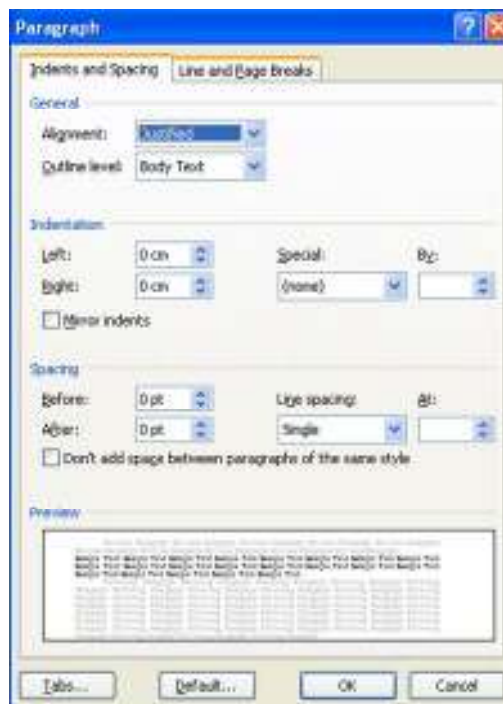 Paragraph
Indents and Spacing Line and Page Breaks
General
Alignment: Justified
Outline level: Body Text
Indentation
Left: 0 cm Special: By:
Right: 0 cm (none)
Mirror indents
Spacing
Before: 0 pt Line spacing: At:
After: 0 pt Single
Don't add space between paragraphs of the same style
Preview
Tabs... Default... OK Cancel